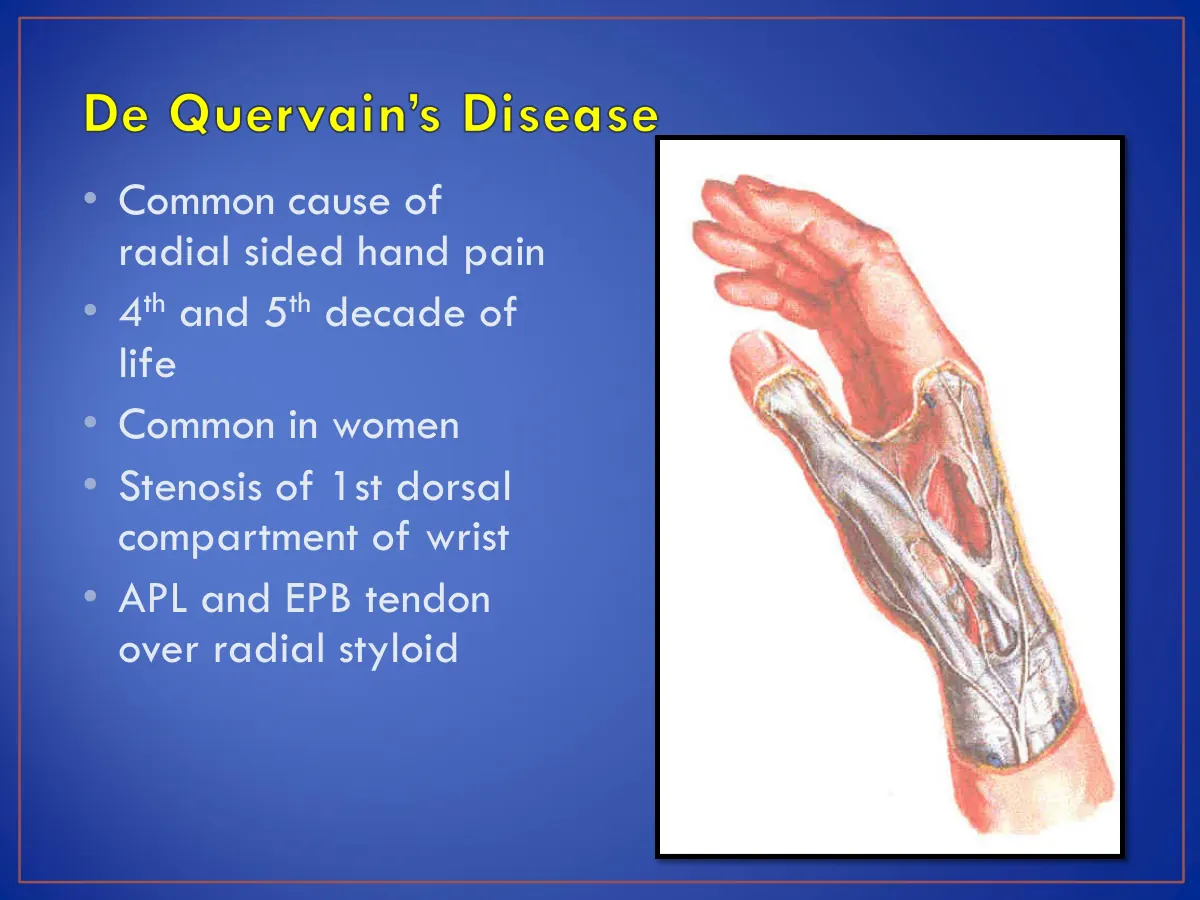 De Quervain’s Disease
• Common cause of
radial sided hand pain
• 4th and 5th decade of
life
• Common in women
• Stenosis of 1st dorsal
compartment of wrist
• APL and EPB tendon
over radial styloid